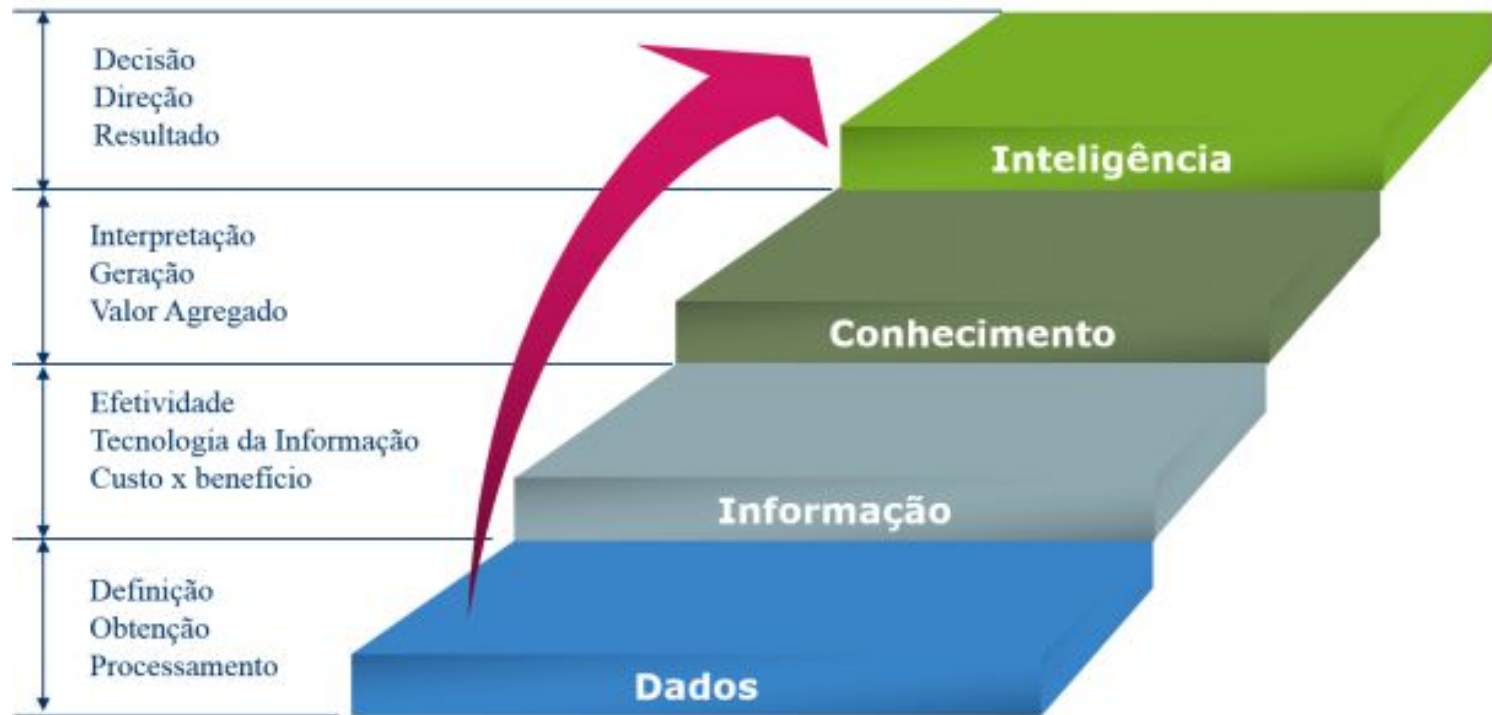 Decisão
Direção
Resultado
Inteligência
Interpretação
Geração
Valor Agregado
Conhecimento
Efetividade
Tecnologia da Informação
Custo x benefício
Informação
Definição
Obtenção
Processamento
Dados